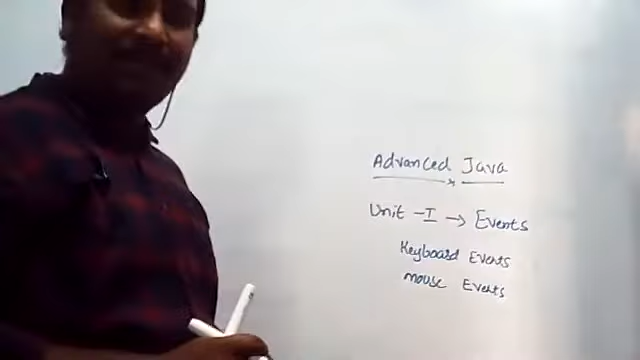 Advanced Java
Unit - I → Events
Keyboard Events
mouse Events